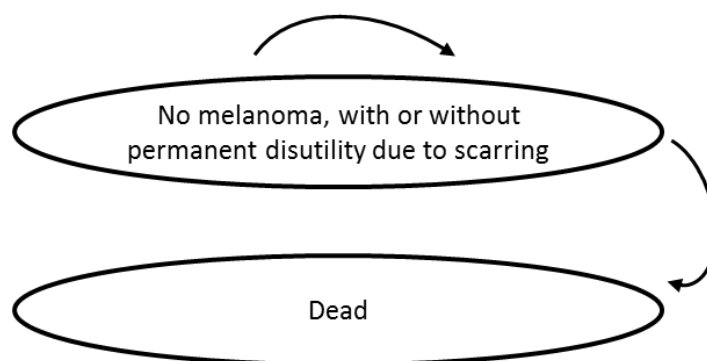 No melanoma, with or without
permanent disutility due to scarring
Dead